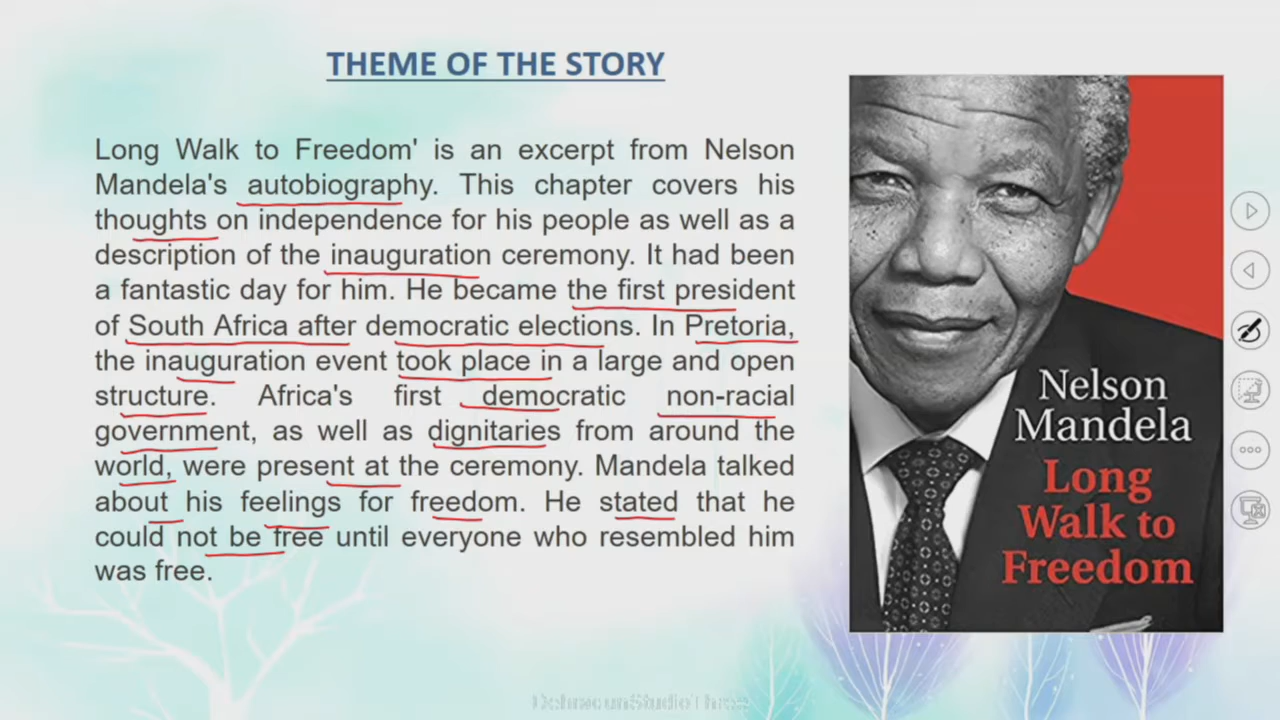 THEME OF THE STORY
Long Walk to Freedom' is an excerpt from Nelson
Mandela's autobiography. This chapter covers his
thoughts on independence for his people as well as a
description of the inauguration ceremony. It had been
a fantastic day for him. He became the first president
of South Africa after democratic elections. In Pretoria,
the inauguration event took place in a large and open
structure. Africa's first democratic non-racial
government, as well as dignitaries from around the
world, were present at the ceremony. Mandela talked
about his feelings for freedom. He stated that he
could not be free until everyone who resembled him
was free.
Nelson
Mandela
Long
Walk to
Freedom